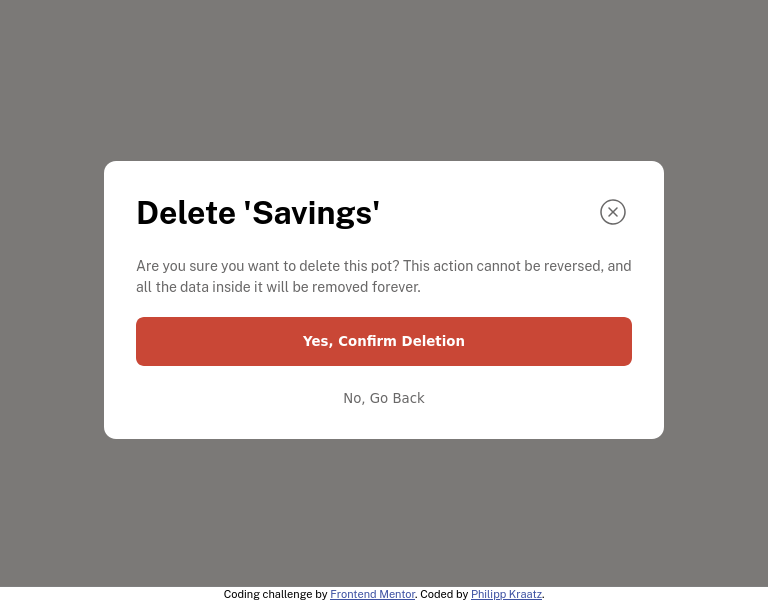 Delete 'Savings'
Are you sure you want to delete this pot? This action cannot be reversed, and
all the data inside it will be removed forever.
Yes, Confirm Deletion
No, Go Back
Coding challenge by Frontend Mentor. Coded by Philipp Kraatz.